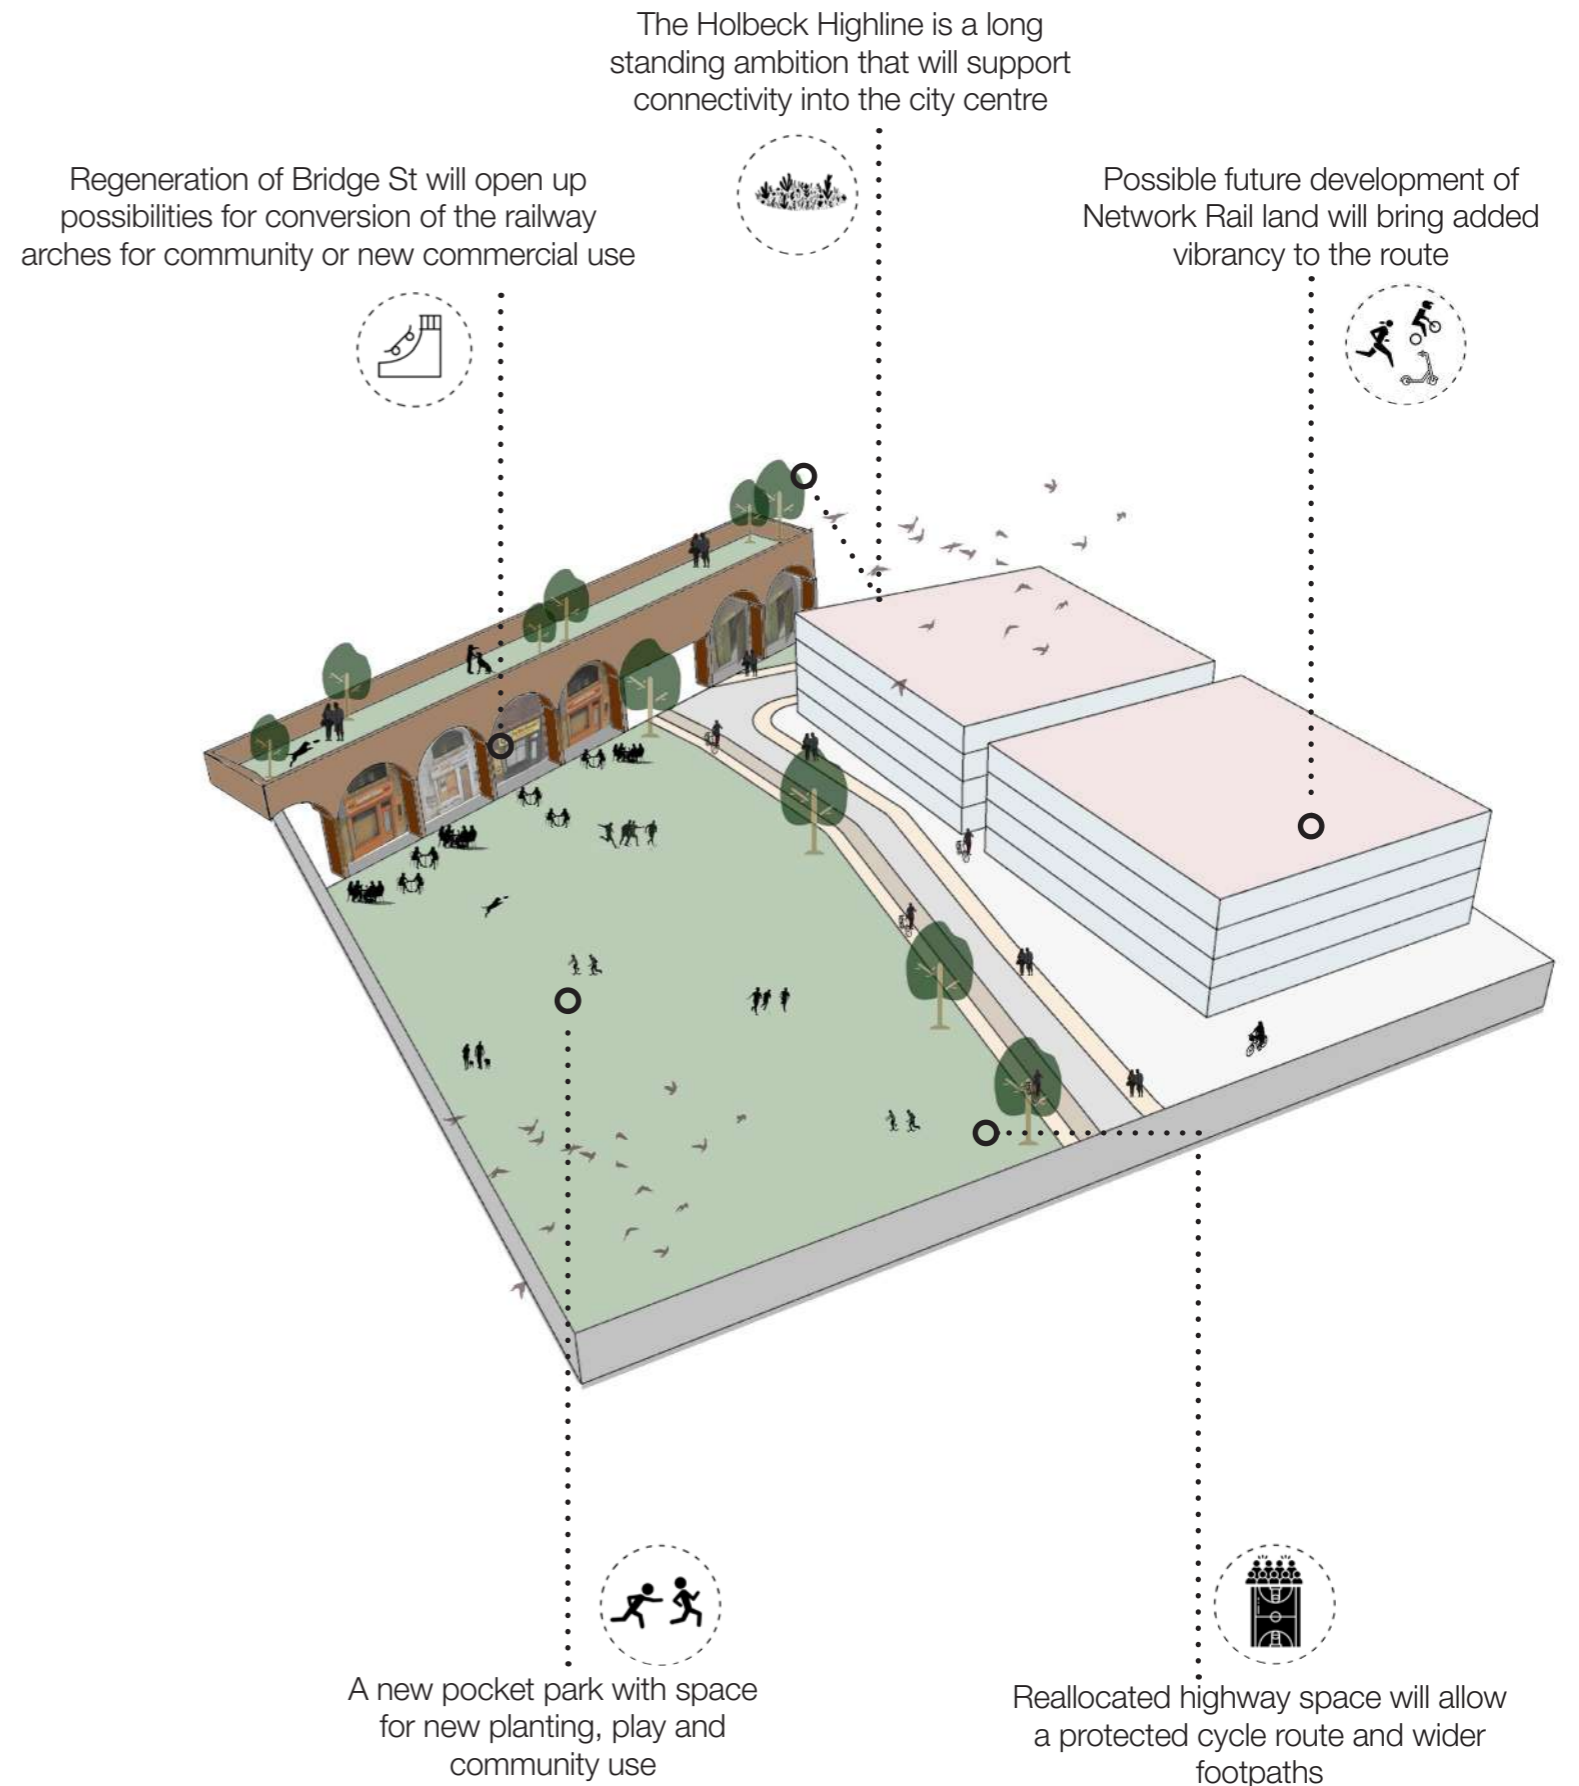 The Holbeck Highline is a long
standing ambition that will support
connectivity into the city centre
Regeneration of Bridge St will open up
possibilities for conversion of the railway
arches for community or new commercial use
Possible future development of
Network Rail land will bring added
vibrancy to the route
A new pocket park with space
for new planting, play and
community use
Reallocated highway space will allow
a protected cycle route and wider
footpaths